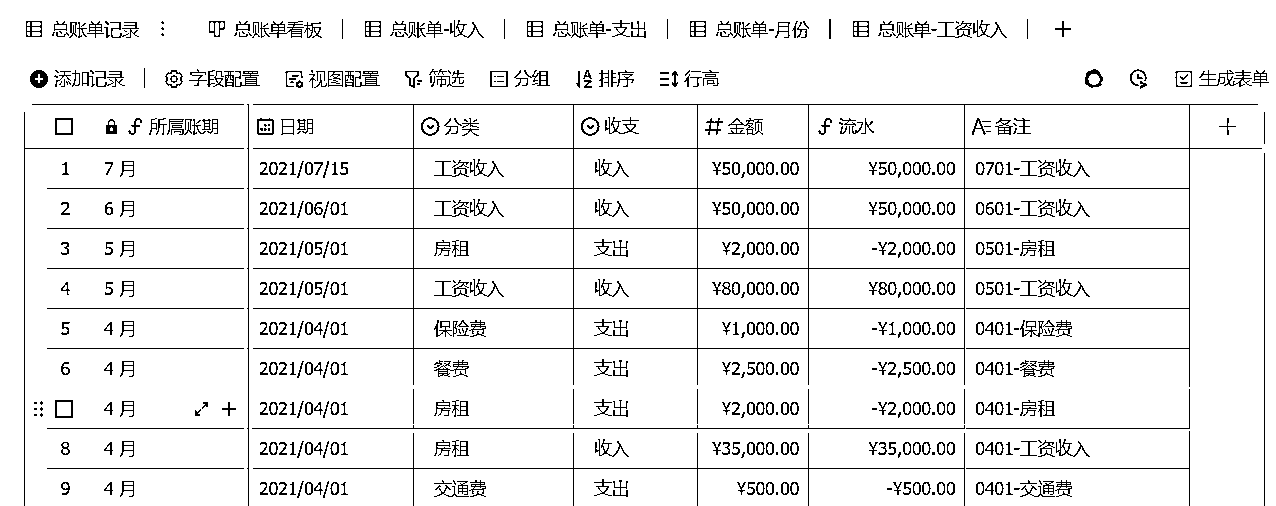 总账单记录 总账单看板 总账单-收入 总账单-支出 总账单-月份 总账单-工资收入
添加记录 字段配置 视图配置 筛选 分组 排序 行高 生成表单
所属账期 日期 分类 收支 金额 流水 备注
1 7 月 2021/07/15 工资收入 收入 ¥50,000.00 ¥50,000.00 0701-工资收入
2 6 月 2021/06/01 工资收入 收入 ¥50,000.00 ¥50,000.00 0601-工资收入
3 5 月 2021/05/01 房租 支出 ¥2,000.00 -¥2,000.00 0501-房租
4 5 月 2021/05/01 工资收入 收入 ¥80,000.00 ¥80,000.00 0501-工资收入
5 4 月 2021/04/01 保险费 支出 ¥1,000.00 -¥1,000.00 0401-保险费
6 4 月 2021/04/01 餐费 支出 ¥2,500.00 -¥2,500.00 0401-餐费
4 月 2021/04/01 房租 支出 ¥2,000.00 -¥2,000.00 0401-房租
8 4 月 2021/04/01 房租 收入 ¥35,000.00 ¥35,000.00 0401-工资收入
9 4 月 2021/04/01 交通费 支出 ¥500.00 -¥500.00 0401-交通费